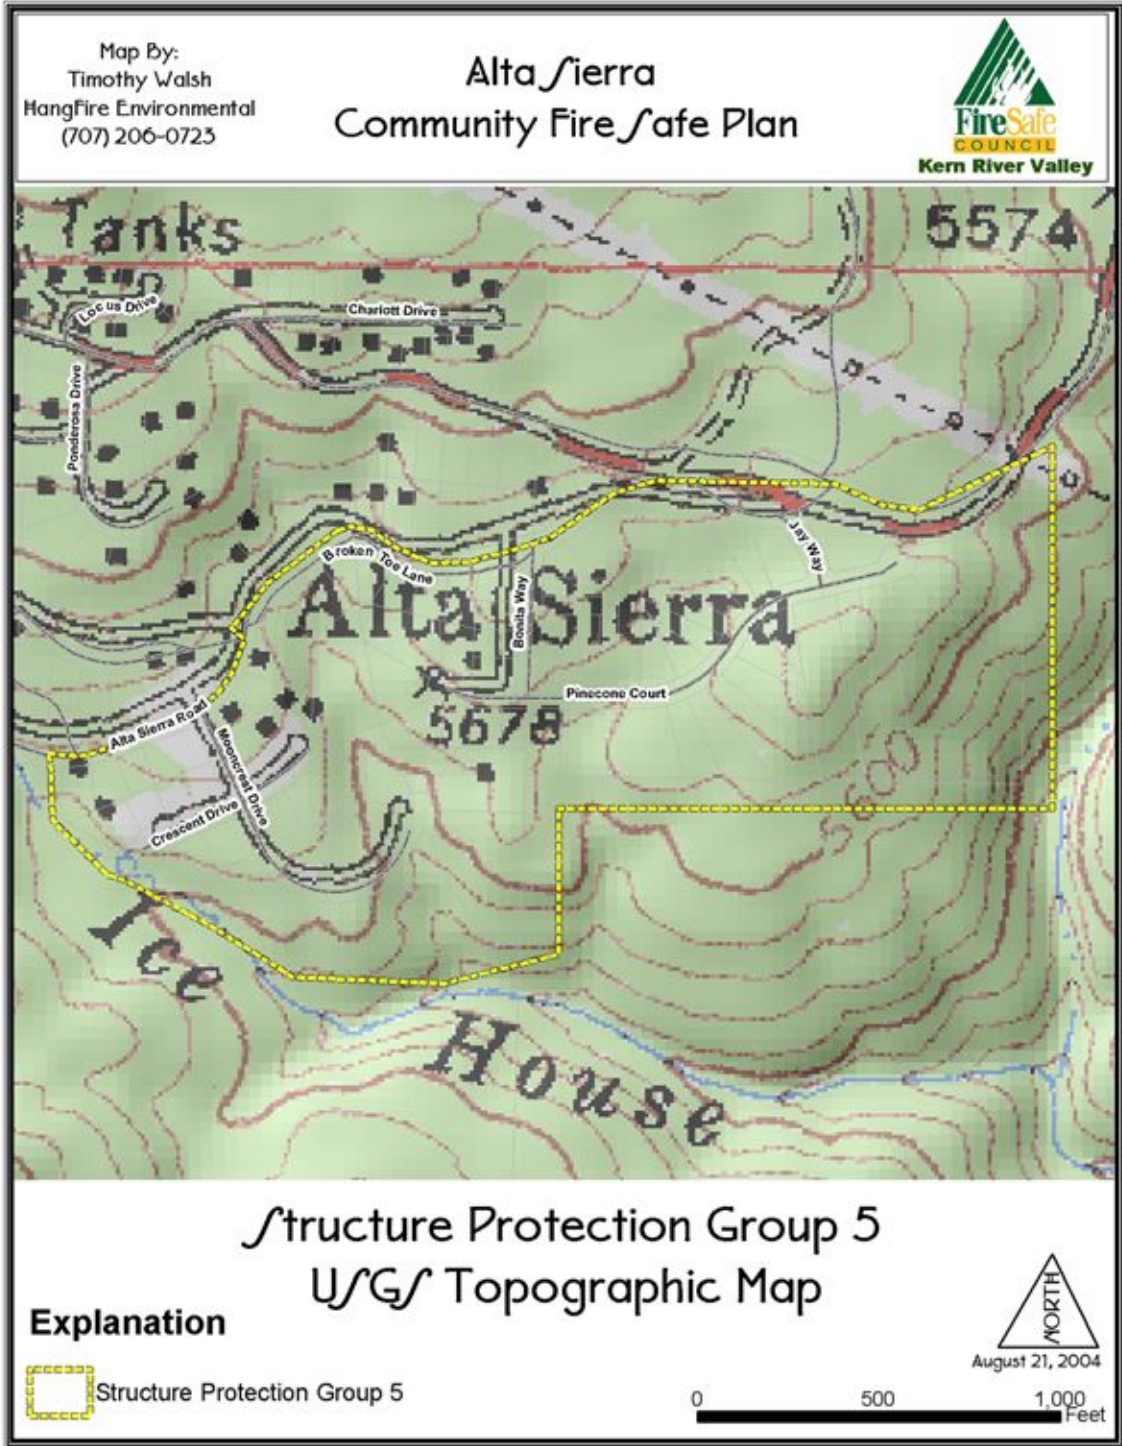 Map By:
Timothy Walsh
HangFire Environmental
(707) 206-0723
Alta Sierra
Community Fire Safe Plan
FireSafe
COUNCIL
Kern River Valley
Tanks
5574
Locus Drive
Chariott Drive
Ponderosa Drive
Broken Toe Lane
Jay Way
Alta Sierra
Bonita Way
Pinecone Court
5678
Alta Sierra Road
Mooncrest Drive
Crescent Drive
5600
Ice
House
Structure Protection Group 5
USGS Topographic Map
Explanation
Structure Protection Group 5
NORTH
August 21, 2004
0 500 1,000
Feet